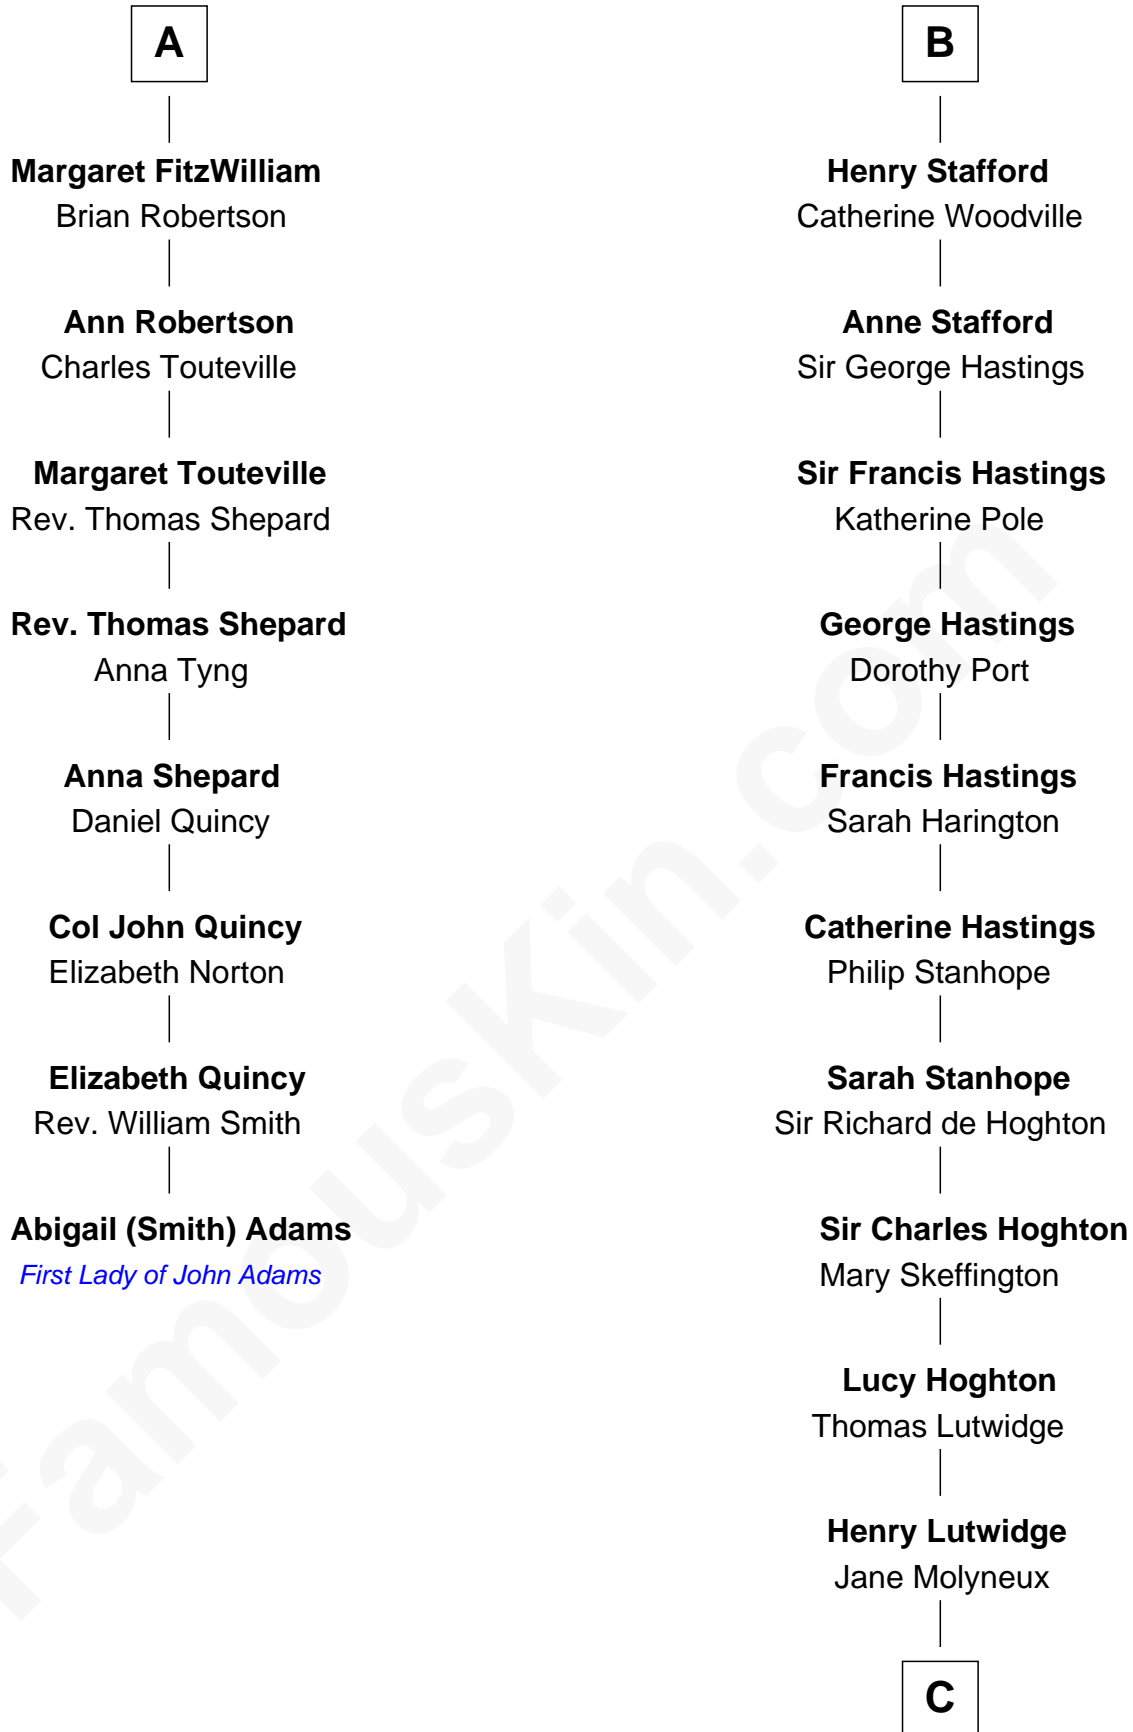 A
Margaret FitzWilliam
Brian Robertson
Ann Robertson
Charles Touteville
Margaret Touteville
Rev. Thomas Shepard
Rev. Thomas Shepard
Anna Tyng
Anna Shepard
Daniel Quincy
Col John Quincy
Elizabeth Norton
Elizabeth Quincy
Rev. William Smith
Abigail (Smith) Adams
First Lady of John Adams
B
Henry Stafford
Catherine Woodville
Anne Stafford
Sir George Hastings
Sir Francis Hastings
Katherine Pole
George Hastings
Dorothy Port
Francis Hastings
Sarah Harington
Catherine Hastings
Philip Stanhope
Sarah Stanhope
Sir Richard de Hoghton
Sir Charles Hoghton
Mary Skeffington
Lucy Hoghton
Thomas Lutwidge
Henry Lutwidge
Jane Molyneux
C
FamousKin.com